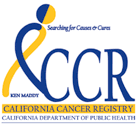 Searching for Causes & Cures
CCR
KEN MADDY
CALIFORNIA CANCER REGISTRY
CALIFORNIA DEPARTMENT OF PUBLIC HEALTH